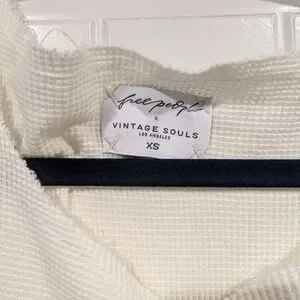 free people
x
VINTAGE SOULS
LOS ANGELES
XS